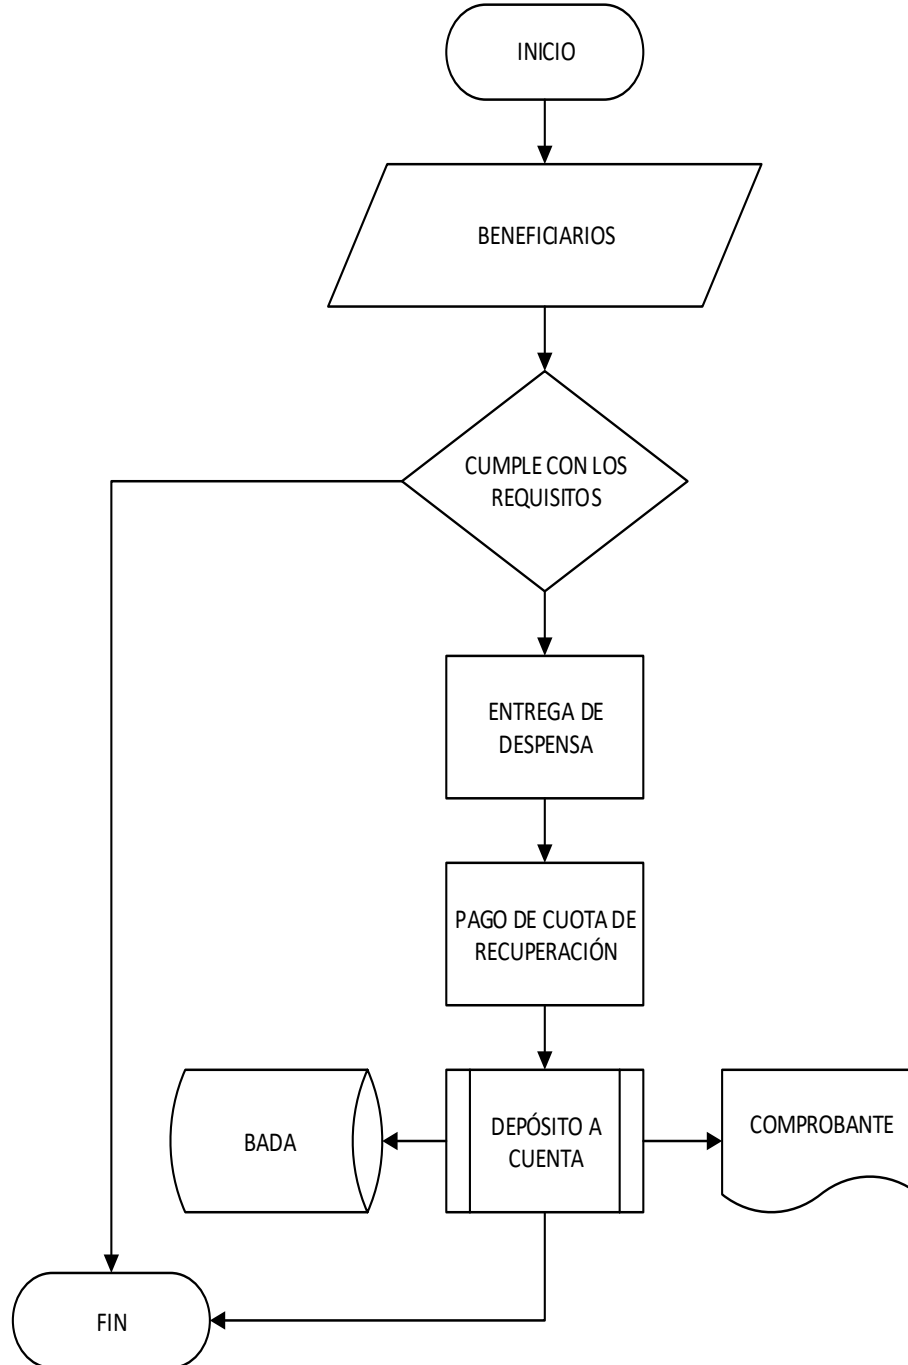 INICIO
BENEFICIARIOS
CUMPLE CON LOS
REQUISITOS
ENTREGA DE
DESPENSA
PAGO DE CUOTA DE
RECUPERACIÓN
BADA
DEPÓSITO A
CUENTA
COMPROBANTE
FIN